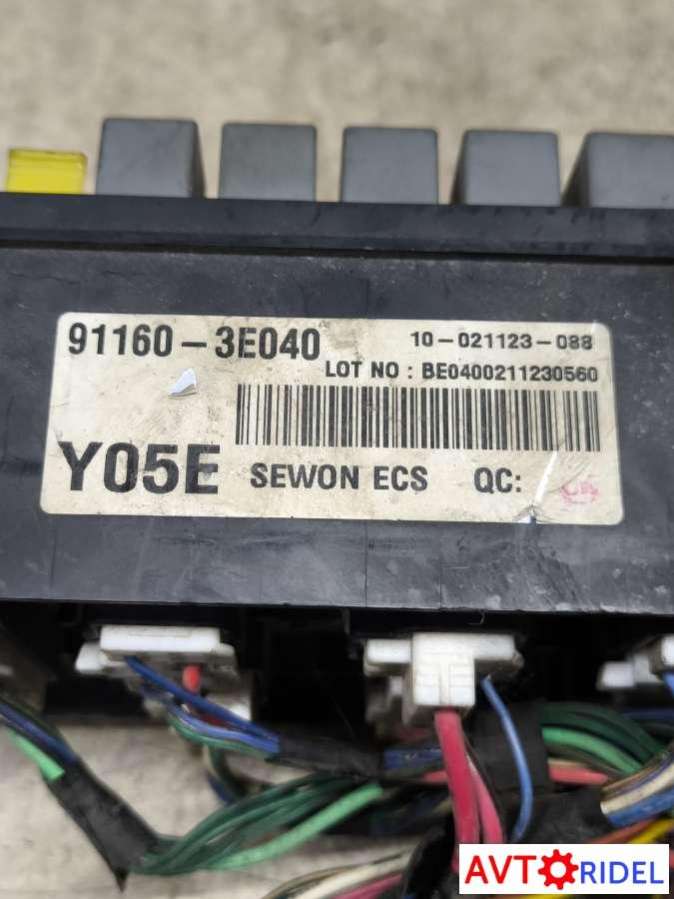 91160-3E040
10-021123-088
LOT NO : BE0400211230560
Y05E
SEWON ECS
QC:
AVTORIDEL